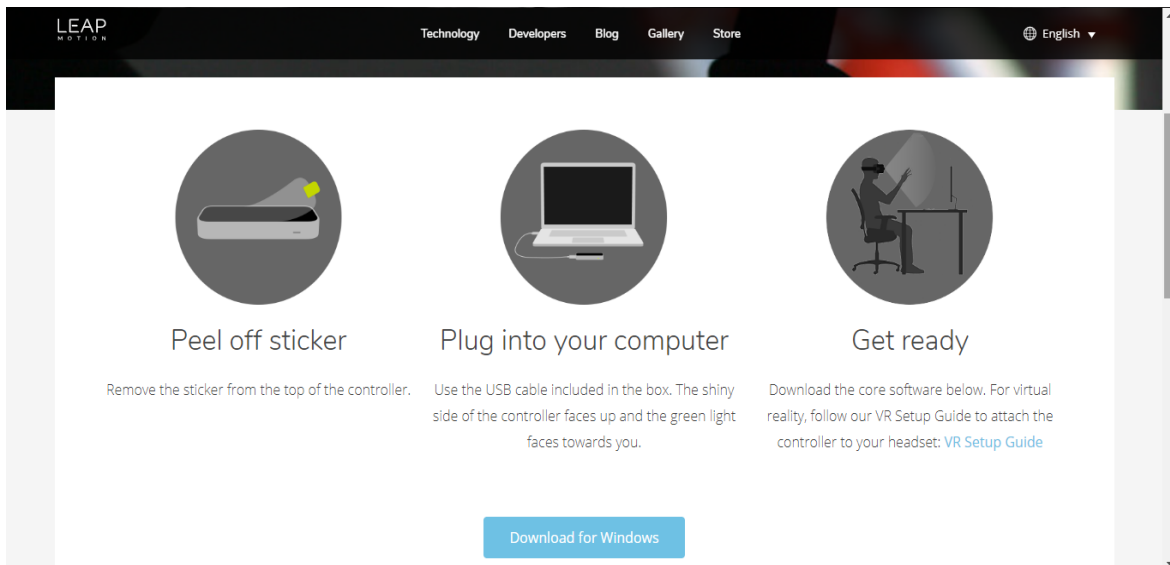 LEAP
MOTION
Technology Developers Blog Gallery Store English
Peel off sticker
Remove the sticker from the top of the controller.
Plug into your computer
Use the USB cable included in the box. The shiny
side of the controller faces up and the green light
faces towards you.
Get ready
Download the core software below. For virtual
reality, follow our VR Setup Guide to attach the
controller to your headset: VR Setup Guide
Download for Windows